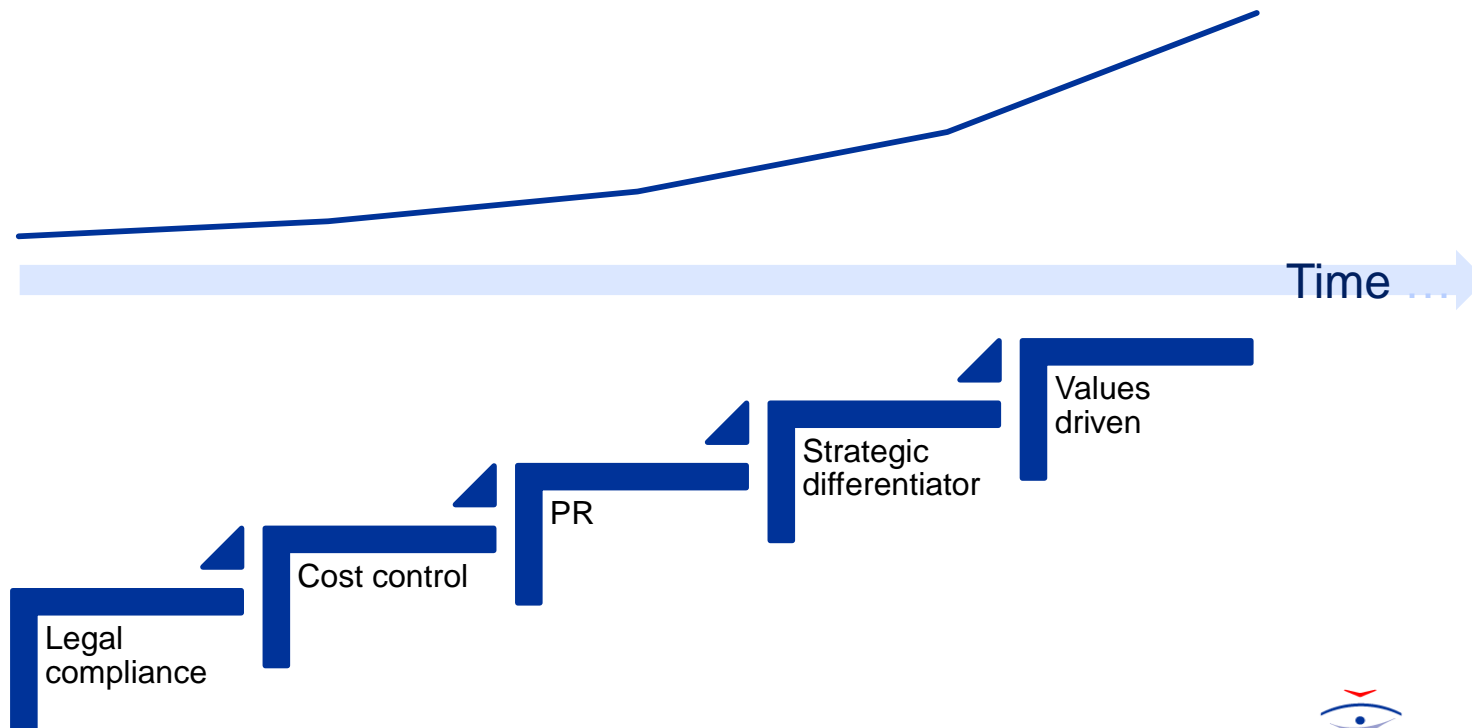 Time ...
Values
driven
Strategic
differentiator
PR
Cost control
Legal
compliance